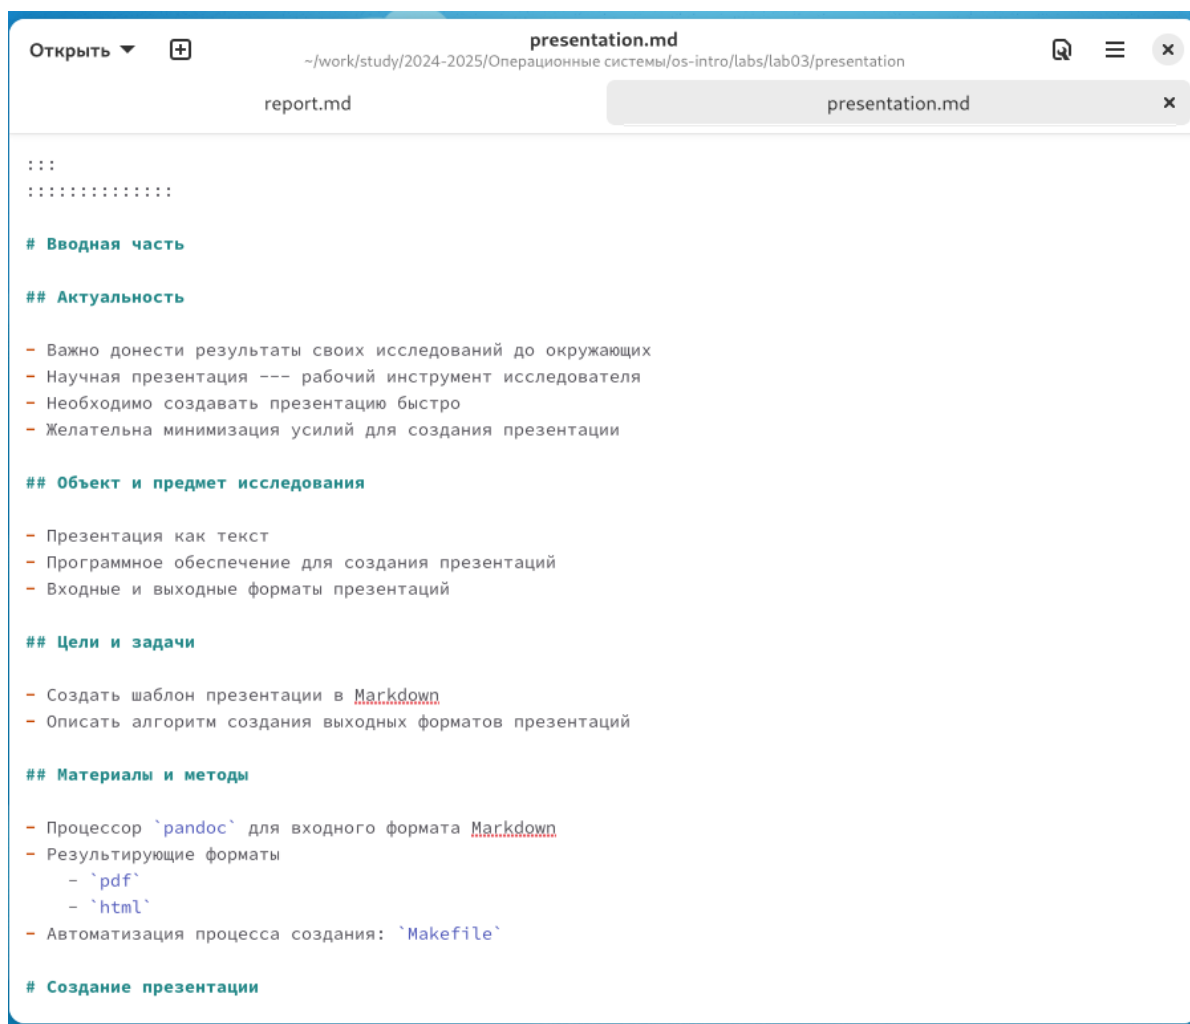 Открыть
presentation.md
~/work/study/2024-2025/Операционные системы/os-intro/labs/lab03/presentation
report.md
presentation.md
:::
::::::::::::::
# Вводная часть
## Актуальность
- Важно донести результаты своих исследований до окружающих
- Научная презентация --- рабочий инструмент исследователя
- Необходимо создавать презентацию быстро
- Желательна минимизация усилий для создания презентации
## Объект и предмет исследования
- Презентация как текст
- Программное обеспечение для создания презентаций
- Входные и выходные форматы презентаций
## Цели и задачи
- Создать шаблон презентации в Markdown
- Описать алгоритм создания выходных форматов презентаций
## Материалы и методы
- Процессор `pandoc` для входного формата Markdown
- Результирующие форматы
    - `pdf`
    - `html`
- Автоматизация процесса создания: `Makefile`
# Создание презентации